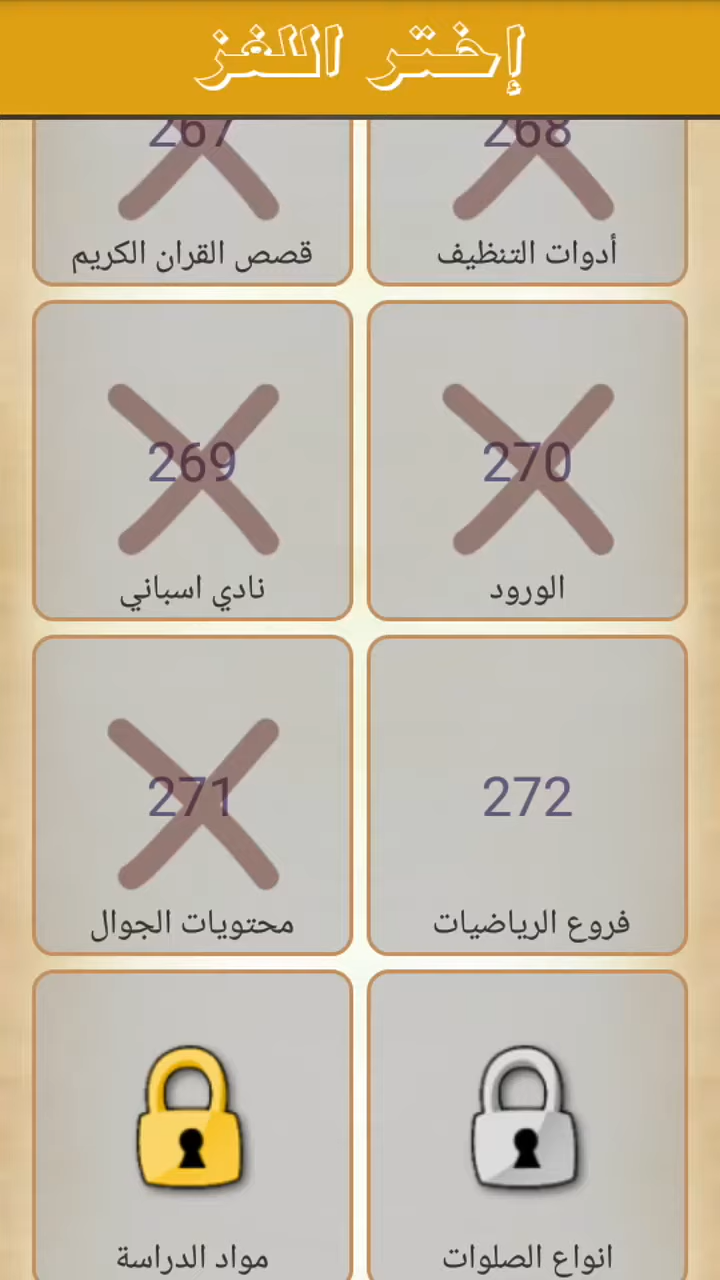 إختر اللغز
267
268
قصص القران الكريم
أدوات التنظيف
269
270
نادي اسباني
الورود
271
272
محتويات الجوال
فروع الرياضيات
مواد الدراسة
انواع الصلوات